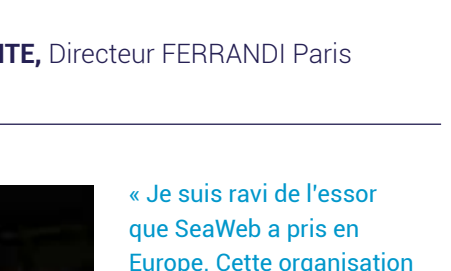 ITE, Directeur FERRANDI Paris
« Je suis ravi de l'essor
que SeaWeb a pris en
Europe. Cette organisation